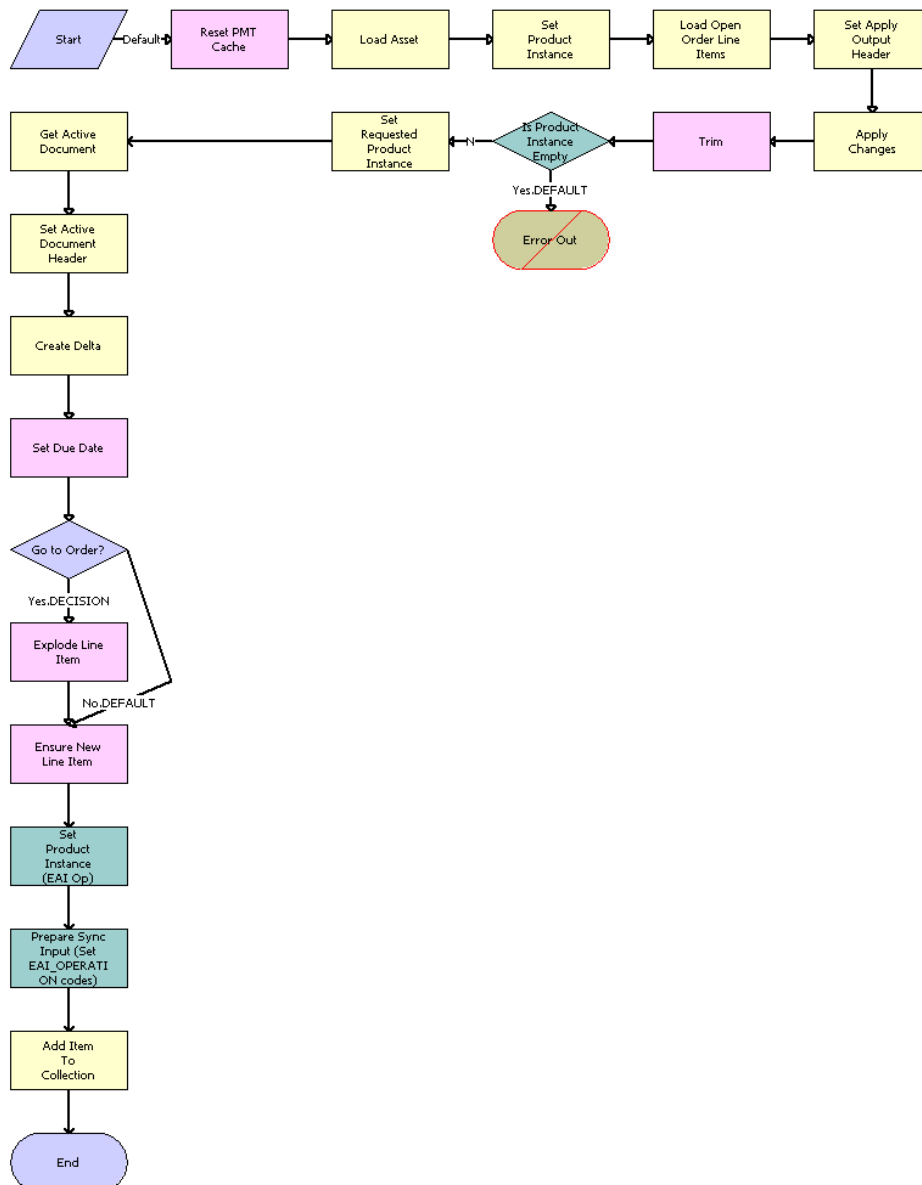 Start
Default
Reset PMT
Cache
Load Asset
Set
Product
Instance
Load Open
Order Line
Items
Set Apply
Output
Header
Get Active
Document
Set
Requested
Product
Instance
N
Is Product
Instance
Empty
Trim
Apply
Changes
Yes.DEFAULT
Error Out
Set Active
Document
Header
Create Delta
Set Due Date
Go to Order?
Yes.DECISION
Explode Line
Item
No.DEFAULT
Ensure New
Line Item
Set
Product
Instance
(EAI Op)
Prepare Sync
Input (Set
EAI_OPERATI
ON codes)
Add Item
To
Collection
End